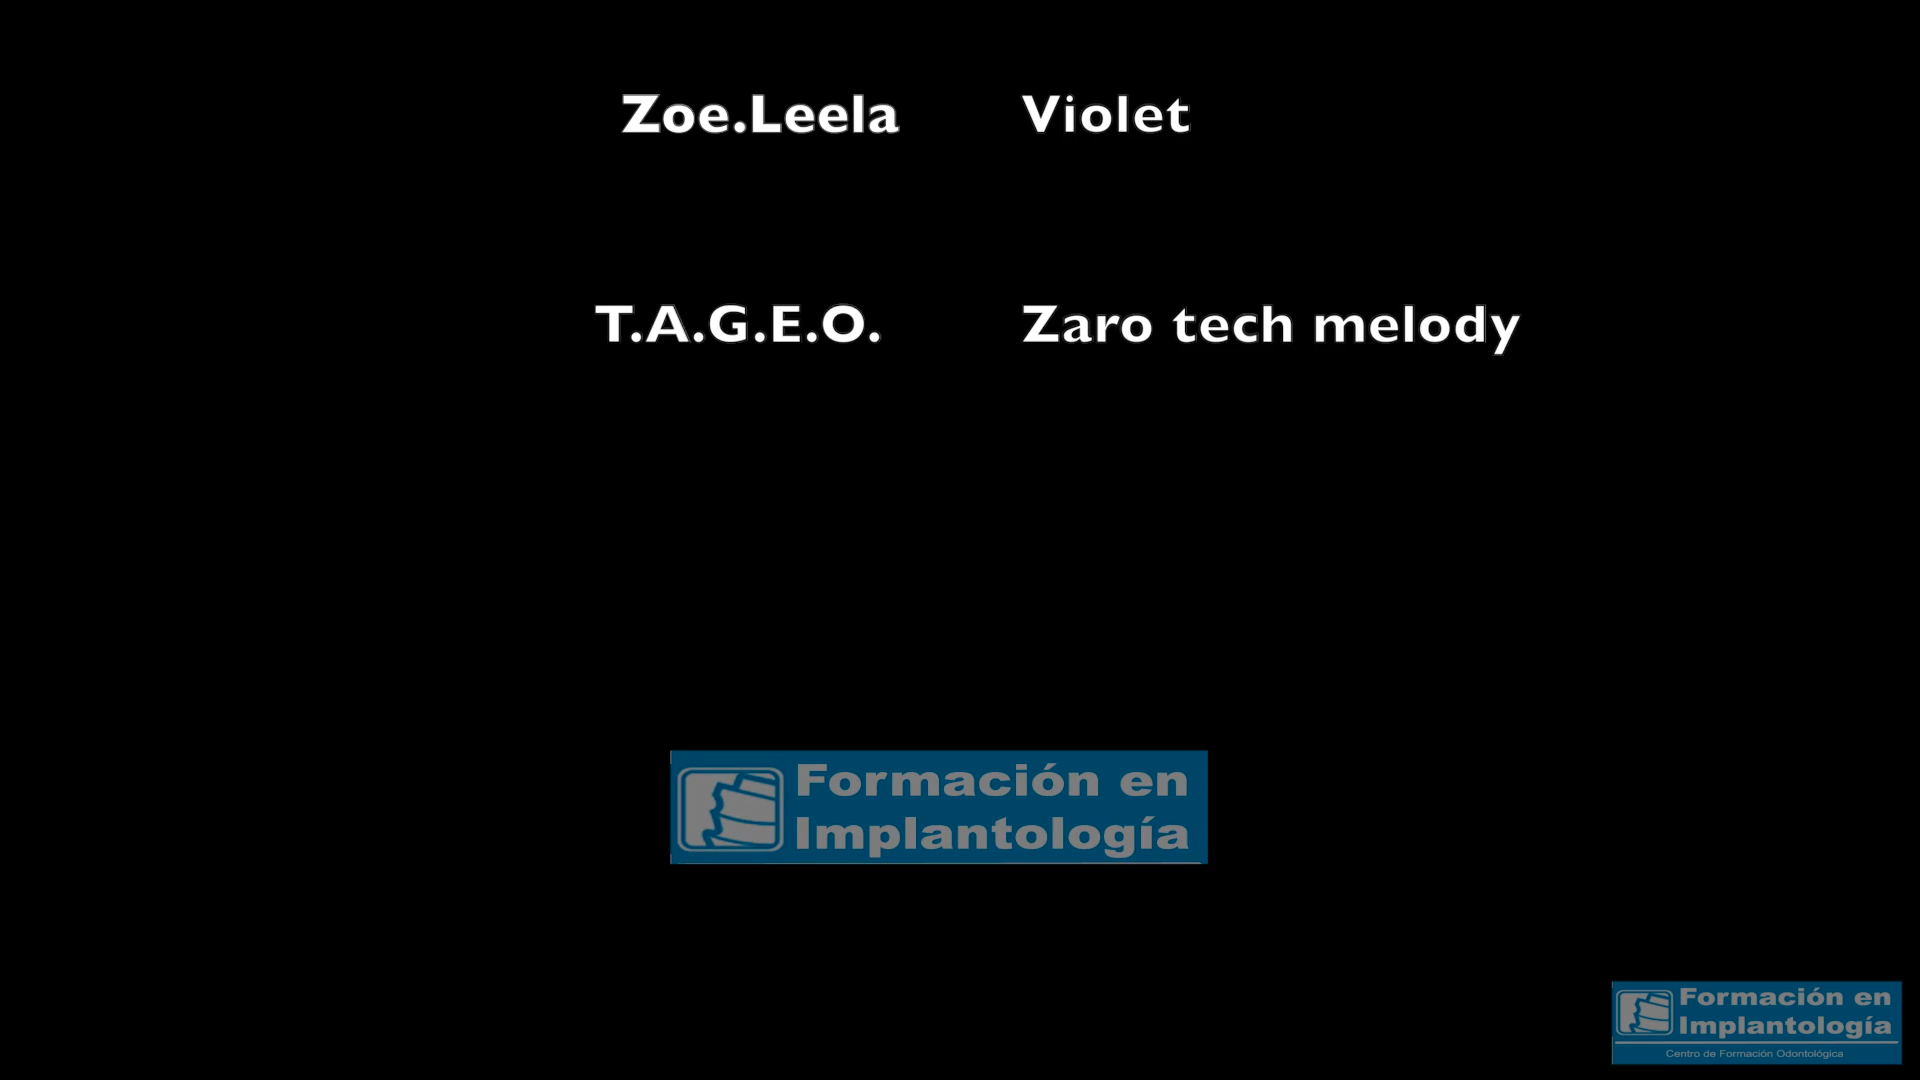 Zoe.Leela Violet
T.A.G.E.O. Zaro tech melody
Formación en
Implantología
Formación en
Implantología
Centro de Formación Odontológica